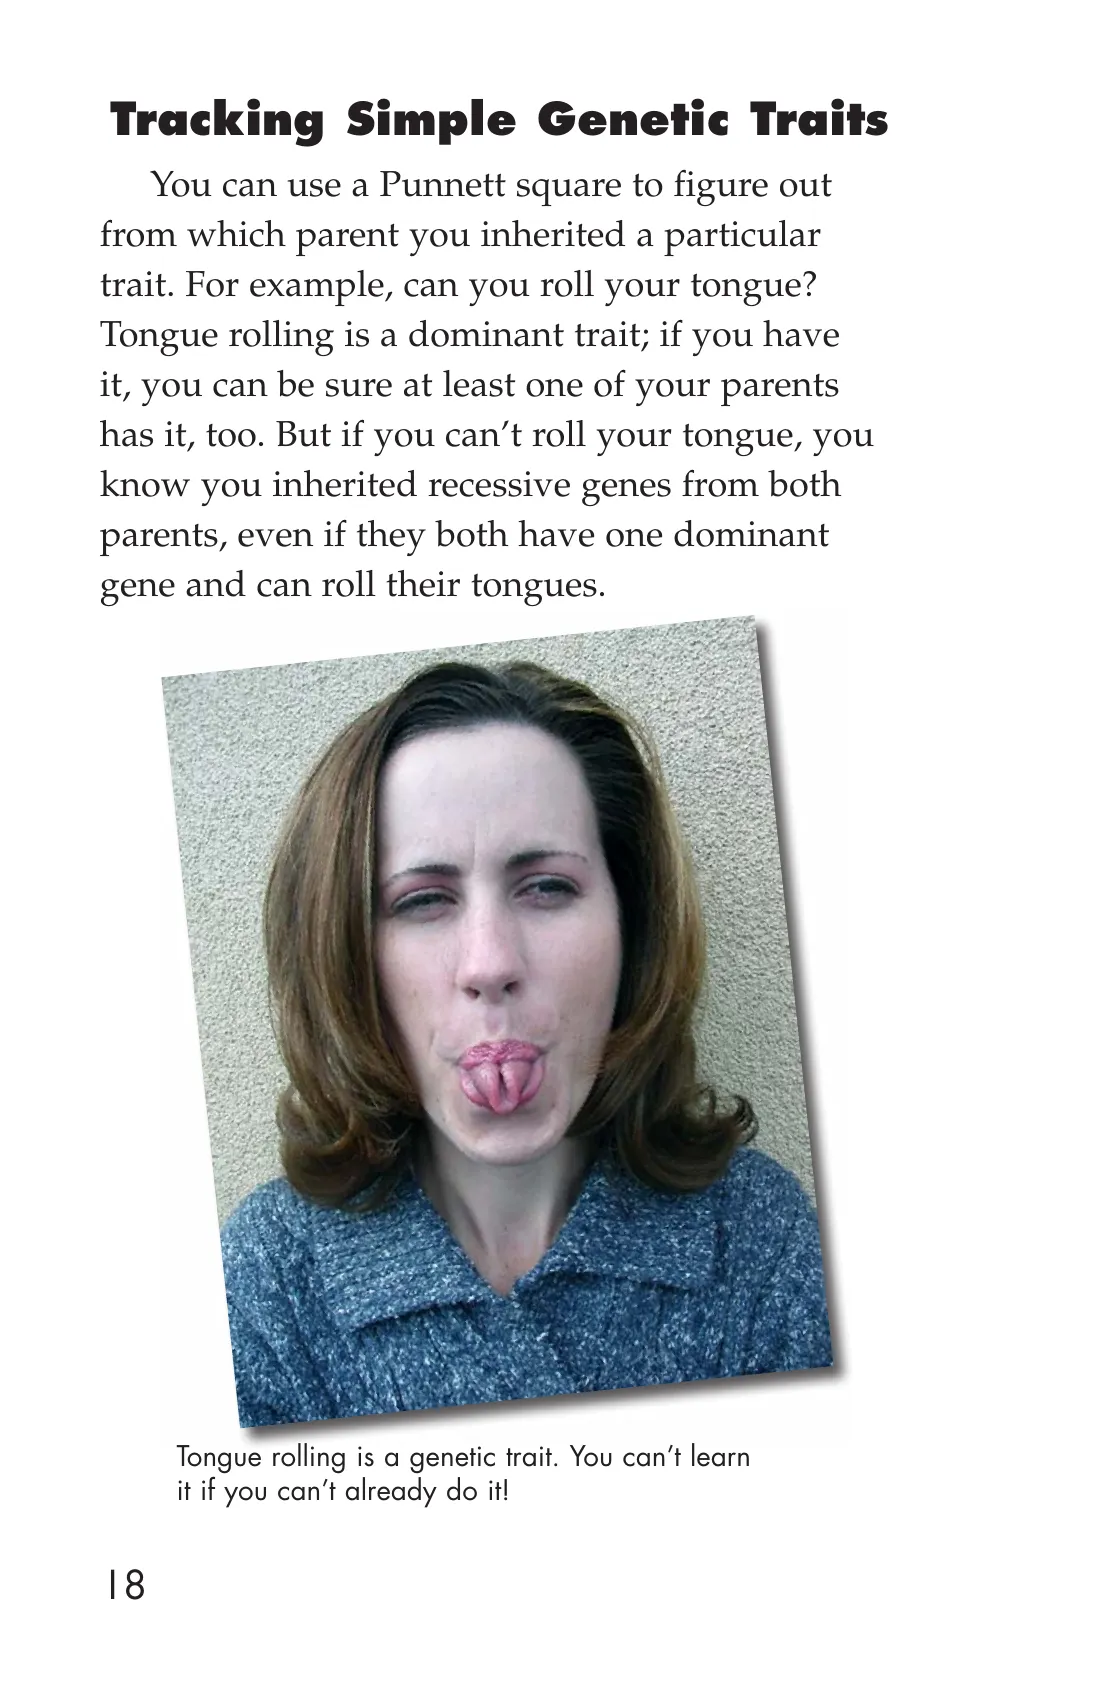 Tracking Simple Genetic Traits
You can use a Punnett square to figure out
from which parent you inherited a particular
trait. For example, can you roll your tongue?
Tongue rolling is a dominant trait; if you have
it, you can be sure at least one of your parents
has it, too. But if you can’t roll your tongue, you
know you inherited recessive genes from both
parents, even if they both have one dominant
gene and can roll their tongues.
Tongue rolling is a genetic trait. You can’t learn
it if you can’t already do it!
18